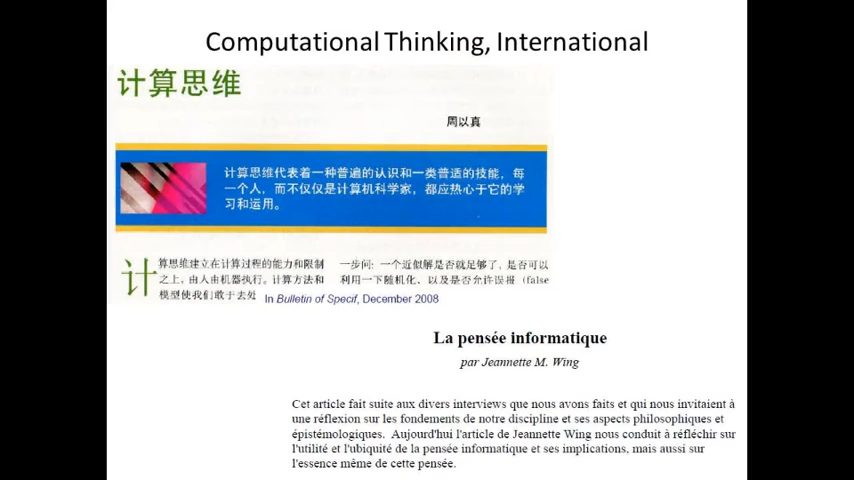 Computational Thinking, International
计算思维
周以真
计算思维代表着一种普遍的认识和一类普适的技能，每
一个人，而不仅仅是计算机科学家，都应热心于它的学
习和运用。
计算思维建立在计算过程的能力和限制
之上，由人由机器执行。计算方法和
模型使我们敢于去处
一步问：一个近似解是否就足够了，是否可以
利用一下随机化，以及是否允许误报（false
In Bulletin of Specif, December 2008
La pensée informatique
par Jeannette M. Wing
Cet article fait suite aux divers interviews que nous avons faits et qui nous invitaient à
une réflexion sur les fondements de notre discipline et ses aspects philosophiques et
épistémologiques. Aujourd'hui l'article de Jeannette Wing nous conduit à réfléchir sur
l'utilité et l'ubiquité de la pensée informatique et ses implications, mais aussi sur
l'essence même de cette pensée.